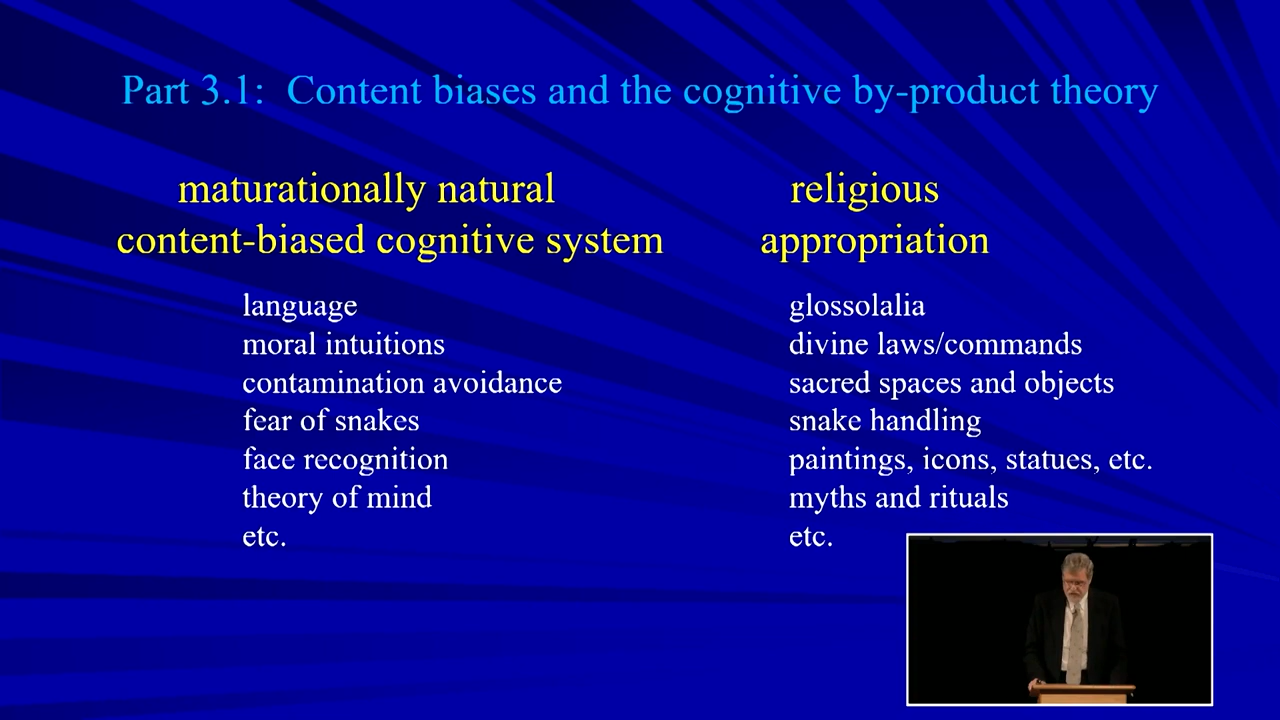 Part 3.1:  Content biases and the cognitive by-product theory
maturationally natural
content-biased cognitive system
language
moral intuitions
contamination avoidance
fear of snakes
face recognition
theory of mind
etc.
religious
appropriation
glossolalia
divine laws/commands
sacred spaces and objects
snake handling
paintings, icons, statues, etc.
myths and rituals
etc.